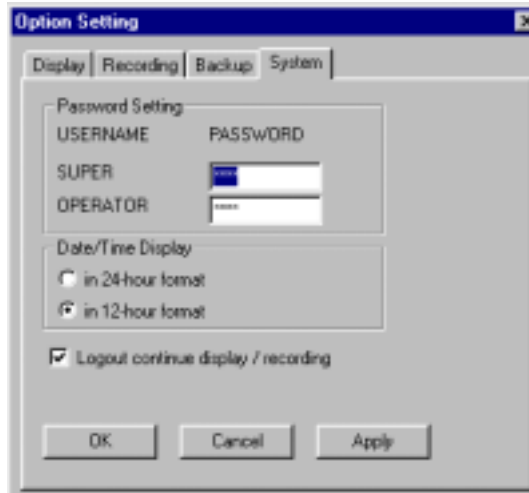 Option Setting
Display Recording Backup System
Password Setting
USERNAME PASSWORD
SUPER ****
OPERATOR ****
Date/Time Display
in 24-hour format
in 12-hour format
Logout continue display / recording
OK Cancel Apply